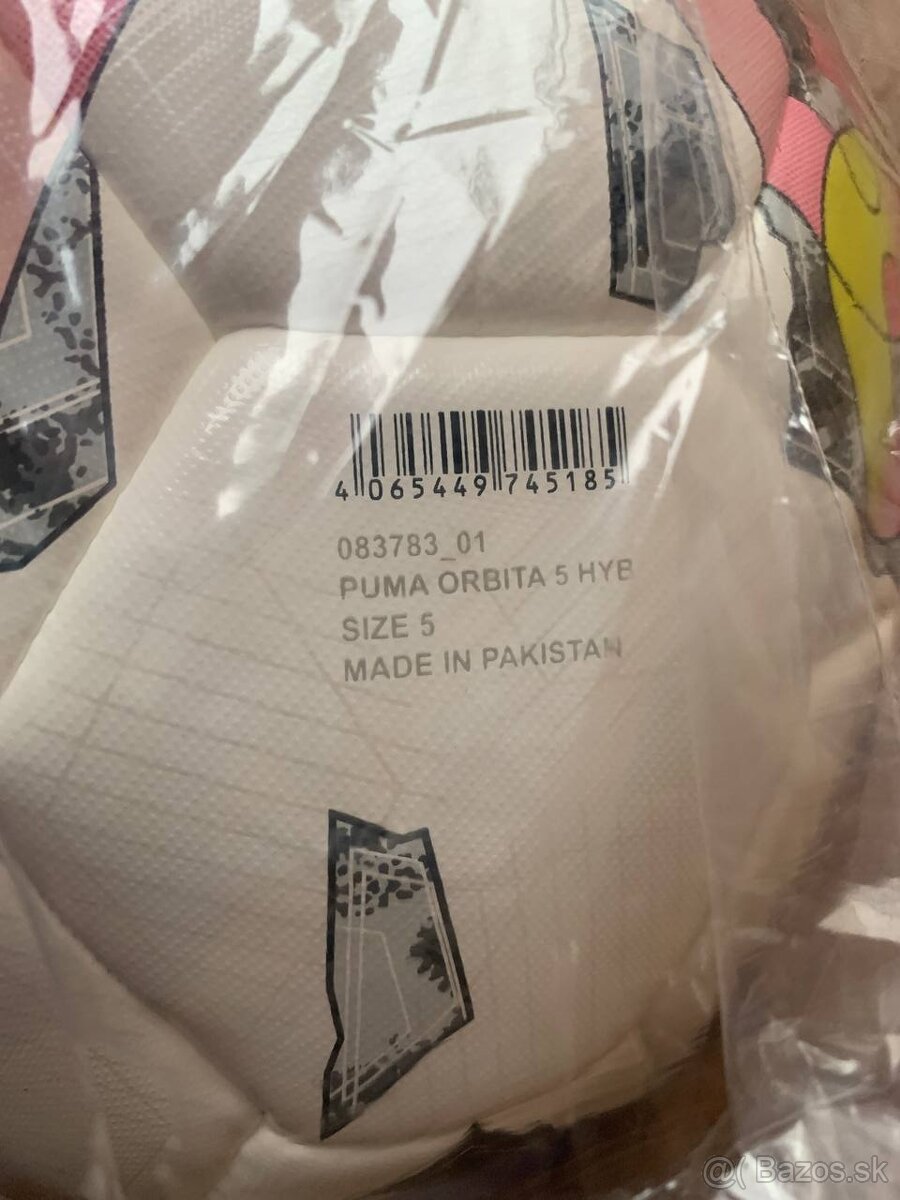 4 065449 745185
083783_01
PUMA ORBITA 5 HYB
SIZE 5
MADE IN PAKISTAN
@( Bazos.sk